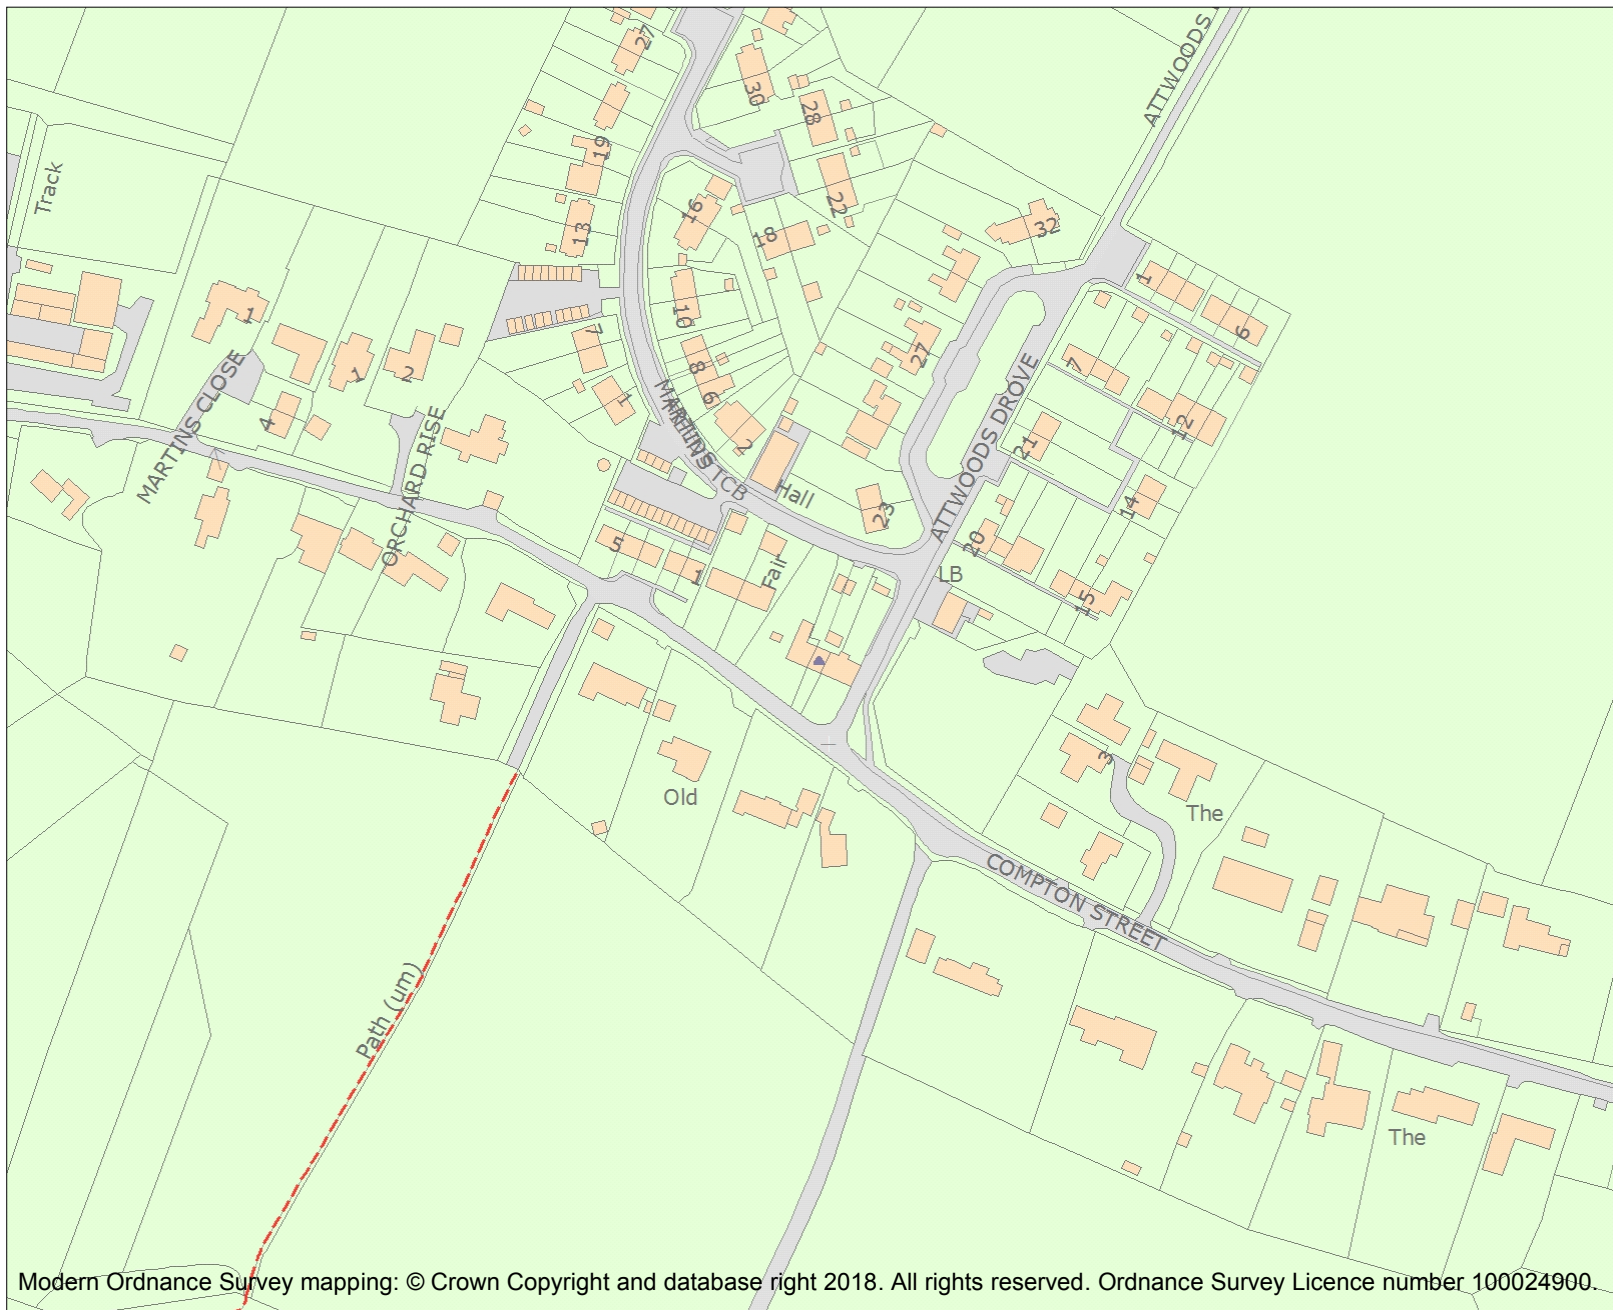 27
30
28
ATTWOODS
19
Track
16
22
13
18
32
1
10
1
7
6
27
8
7
1
2
6
1
MARTINS CLOSE
4
ORCHARD RISE
2
12
21
TCB
Hall
ATTWOODS DROVE
14
23
20
5
Fair
1
LB
15
3
Old
The
COMPTON STREET
Path (um)
The
Modern Ordnance Survey mapping: © Crown Copyright and database right 2018. All rights reserved. Ordnance Survey Licence number 100024900.